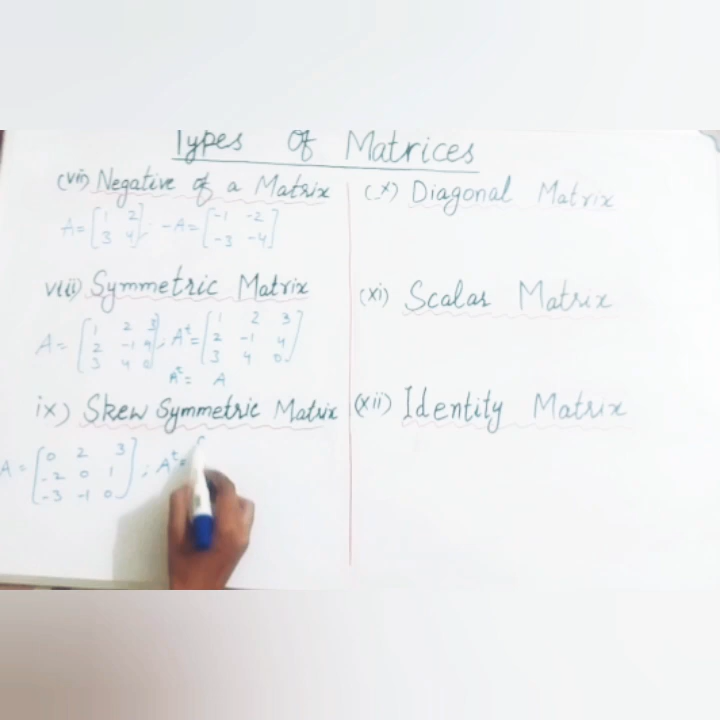 Types Of Matrices
(vii) Negative of a Matrix
A = [1 2
3 4] ; -A = [-1 -2
-3 -4]
viii) Symmetric Matrix
A = [1 2 3
2 -1 4
3 4 0] ; Aᵗ = [1 2 3
2 -1 4
3 4 0]
Aᵗ = A
ix) Skew Symmetric Matrix
A = [0 2 3
-2 0 1
-3 -1 0] ; Aᵗ = [
(x) Diagonal Matrix
(xi) Scalar Matrix
(xii) Identity Matrix